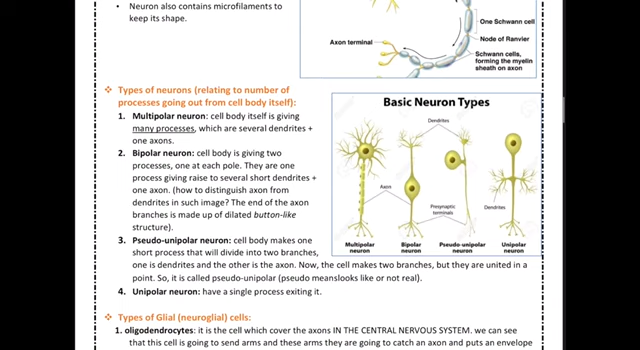 • Neuron also contains microfilaments to
keep its shape.
One Schwann cell
Node of Ranvier
Axon terminal
Schwann cells,
forming the myelin
sheath on axon
❖ Types of neurons (relating to number of
processes going out from cell body itself):
1. Multipolar neuron: cell body itself is giving
many processes, which are several dendrites +
one axons.
2. Bipolar neuron: cell body is giving two
processes, one at each pole. They are one
process giving raise to several short dendrites +
one axon. (how to distinguish axon from
dendrites in such image? The end of the axon
branches is made up of dilated button-like
structure).
3. Pseudo-unipolar neuron: cell body makes one
short process that will divide into two branches,
one is dendrites and the other is the axon. Now, the cell makes two branches, but they are united in a
point. So, it is called pseudo-unipolar (pseudo meanslooks like or not real).
4. Unipolar neuron: have a single process exiting it.
Basic Neuron Types
Dendrites
Axon
Presynaptic
terminals
Dendrites
Multipolar
neuron
Bipolar
neuron
Pseudo-unipolar
neuron
Unipolar
neuron
❖ Types of Glial (neuroglial) cells:
1. oligodendrocytes: it is the cell which cover the axons IN THE CENTRAL NERVOUS SYSTEM. we can see
that this cell is going to send arms and these arms they are going to catch an axon and puts an envelope